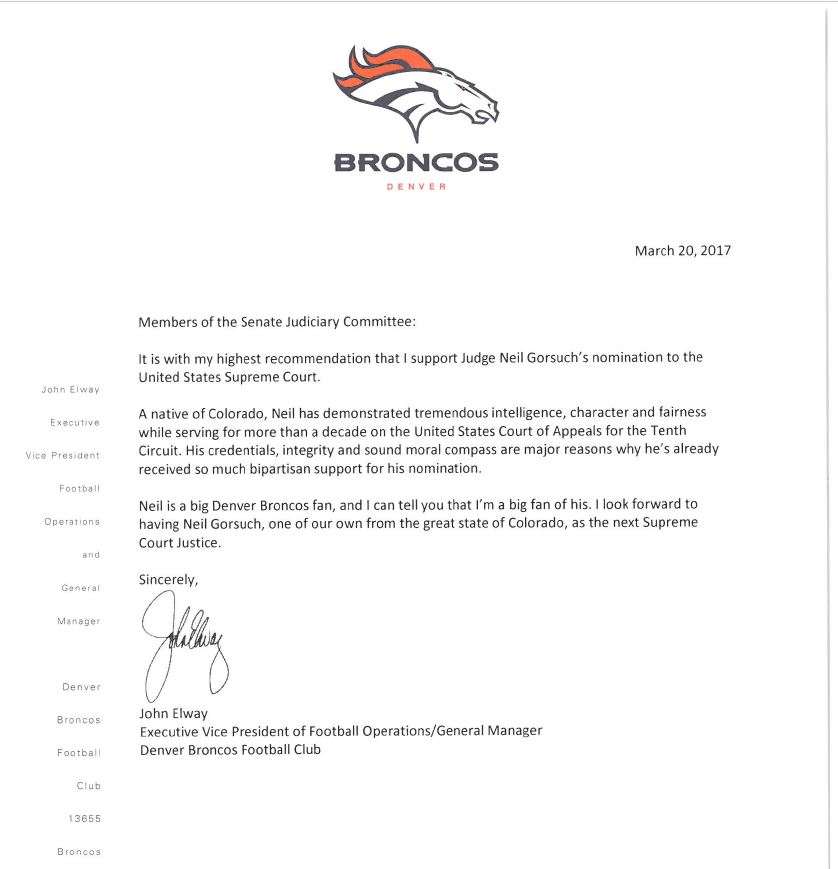 BRONCOS
DENVER
March 20, 2017
Members of the Senate Judiciary Committee:
It is with my highest recommendation that I support Judge Neil Gorsuch's nomination to the
United States Supreme Court.
A native of Colorado, Neil has demonstrated tremendous intelligence, character and fairness
while serving for more than a decade on the United States Court of Appeals for the Tenth
Circuit. His credentials, integrity and sound moral compass are major reasons why he's already
received so much bipartisan support for his nomination.
Neil is a big Denver Broncos fan, and I can tell you that I'm a big fan of his. I look forward to
having Neil Gorsuch, one of our own from the great state of Colorado, as the next Supreme
Court Justice.
Sincerely,
John Elway
John Elway
Executive Vice President of Football Operations/General Manager
Denver Broncos Football Club
John Elway
Executive
Vice President
Football
Operations
and
General
Manager
Denver
Broncos
Football
Club
13655
Broncos